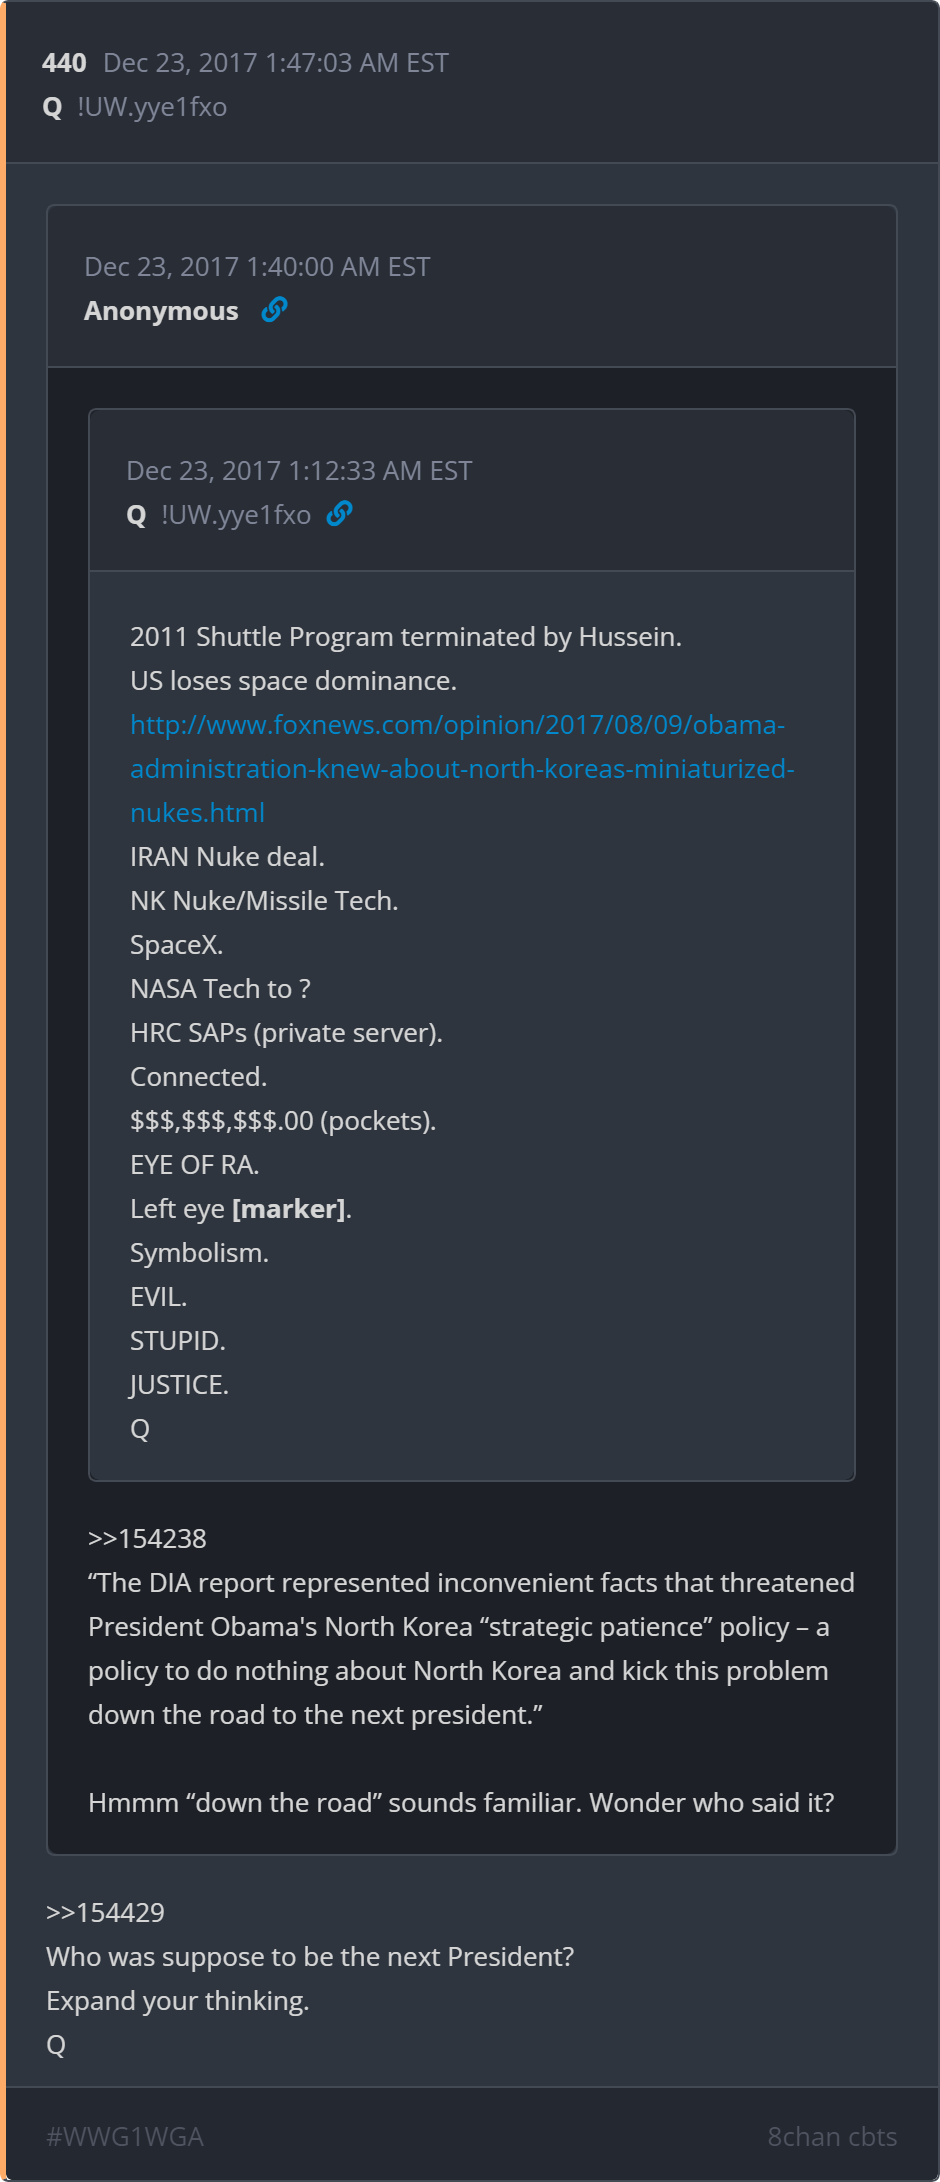 440 Dec 23, 2017 1:47:03 AM EST
Q !UW.yye1fxo
Dec 23, 2017 1:40:00 AM EST
Anonymous
Dec 23, 2017 1:12:33 AM EST
Q !UW.yye1fxo
2011 Shuttle Program terminated by Hussein.
US loses space dominance.
http://www.foxnews.com/opinion/2017/08/09/obama-
administration-knew-about-north-koreas-miniaturized-
nukes.html
IRAN Nuke deal.
NK Nuke/Missile Tech.
SpaceX.
NASA Tech to ?
HRC SAPs (private server).
Connected.
$$$,$$$,$$$.00 (pockets).
EYE OF RA.
Left eye [marker].
Symbolism.
EVIL.
STUPID.
JUSTICE.
Q
>>154238
“The DIA report represented inconvenient facts that threatened
President Obama's North Korea “strategic patience” policy – a
policy to do nothing about North Korea and kick this problem
down the road to the next president.”
Hmmm “down the road” sounds familiar. Wonder who said it?
>>154429
Who was suppose to be the next President?
Expand your thinking.
Q
#WWG1WGA
8chan cbts